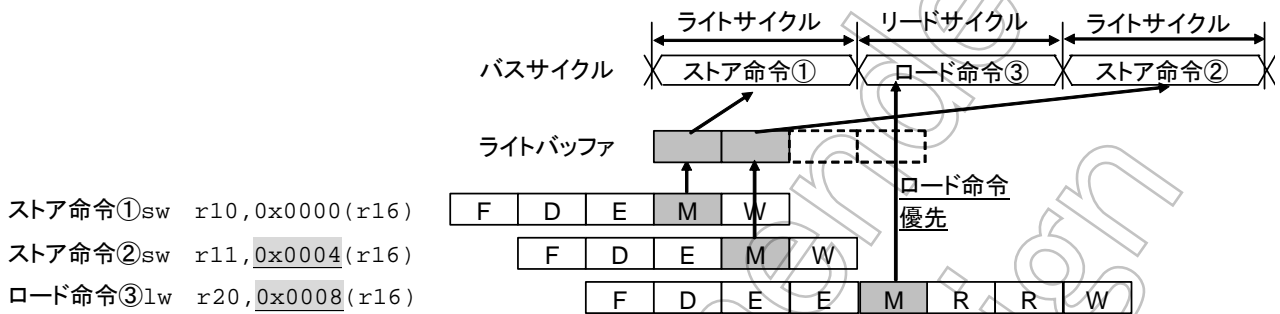 ライトサイクル リードサイクル ライトサイクル
バスサイクル ストア命令① ロード命令③ ストア命令②
ライトバッファ
ロード命令
優先
ストア命令①sw r10,0x0000(r16) F D E M W
ストア命令②sw r11,0x0004(r16) F D E M W
ロード命令③lw r20,0x0008(r16) F D E E M R R W